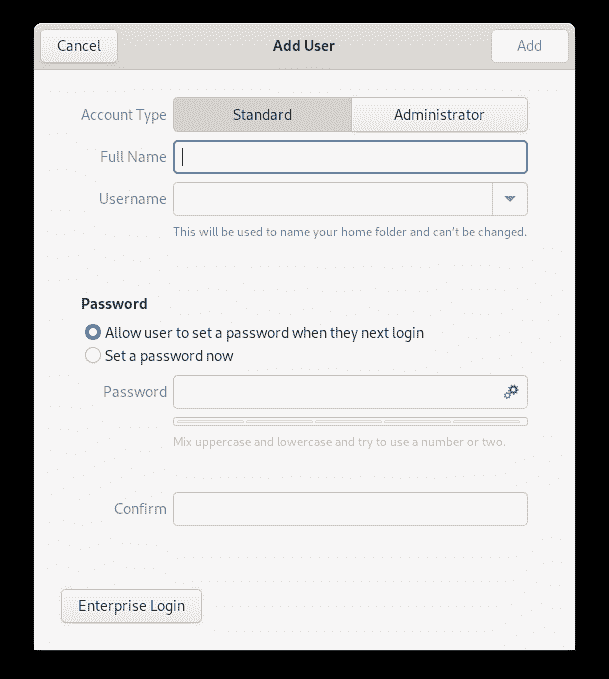 Cancel Add User Add
Account Type Standard Administrator
Full Name
Username
This will be used to name your home folder and can't be changed.
Password
Allow user to set a password when they next login
Set a password now
Password
Mix uppercase and lowercase and try to use a number or two.
Confirm
Enterprise Login